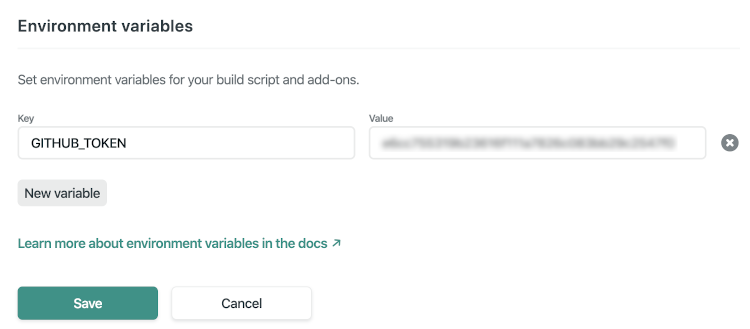 Environment variables
Set environment variables for your build script and add-ons.
Key
Value
GITHUB_TOKEN
New variable
Learn more about environment variables in the docs ↗
Save
Cancel